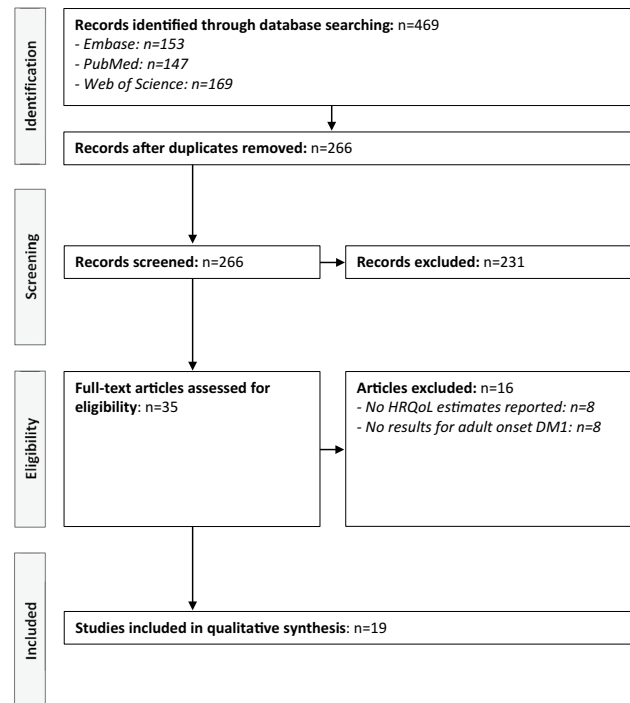 Identification
Records identified through database searching: n=469
- Embase: n=153
- PubMed: n=147
- Web of Science: n=169
Records after duplicates removed: n=266
Screening
Records screened: n=266
Records excluded: n=231
Eligibility
Full-text articles assessed for
eligibility: n=35
Articles excluded: n=16
- No HRQoL estimates reported: n=8
- No results for adult onset DM1: n=8
Included
Studies included in qualitative synthesis: n=19